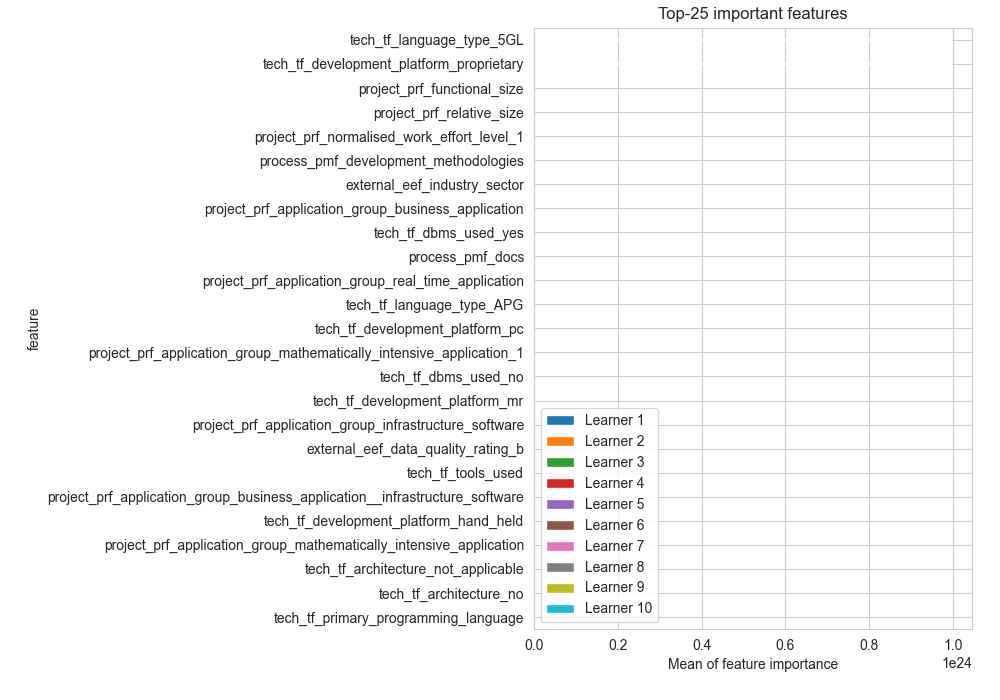 Top-25 important features
feature
tech_tf_language_type_5GL
tech_tf_development_platform_proprietary
project_prf_functional_size
project_prf_relative_size
project_prf_normalised_work_effort_level_1
process_pmf_development_methodologies
external_eef_industry_sector
project_prf_application_group_business_application
tech_tf_dbms_used_yes
process_pmf_docs
project_prf_application_group_real_time_application
tech_tf_language_type_APG
tech_tf_development_platform_pc
project_prf_application_group_mathematically_intensive_application_1
tech_tf_dbms_used_no
tech_tf_development_platform_mr
project_prf_application_group_infrastructure_software
external_eef_data_quality_rating_b
tech_tf_tools_used
project_prf_application_group_business_application__infrastructure_software
tech_tf_development_platform_hand_held
project_prf_application_group_mathematically_intensive_application
tech_tf_architecture_not_applicable
tech_tf_architecture_no
tech_tf_primary_programming_language
Learner 1
Learner 2
Learner 3
Learner 4
Learner 5
Learner 6
Learner 7
Learner 8
Learner 9
Learner 10
0.0 0.2 0.4 0.6 0.8 1.0
Mean of feature importance
1e24